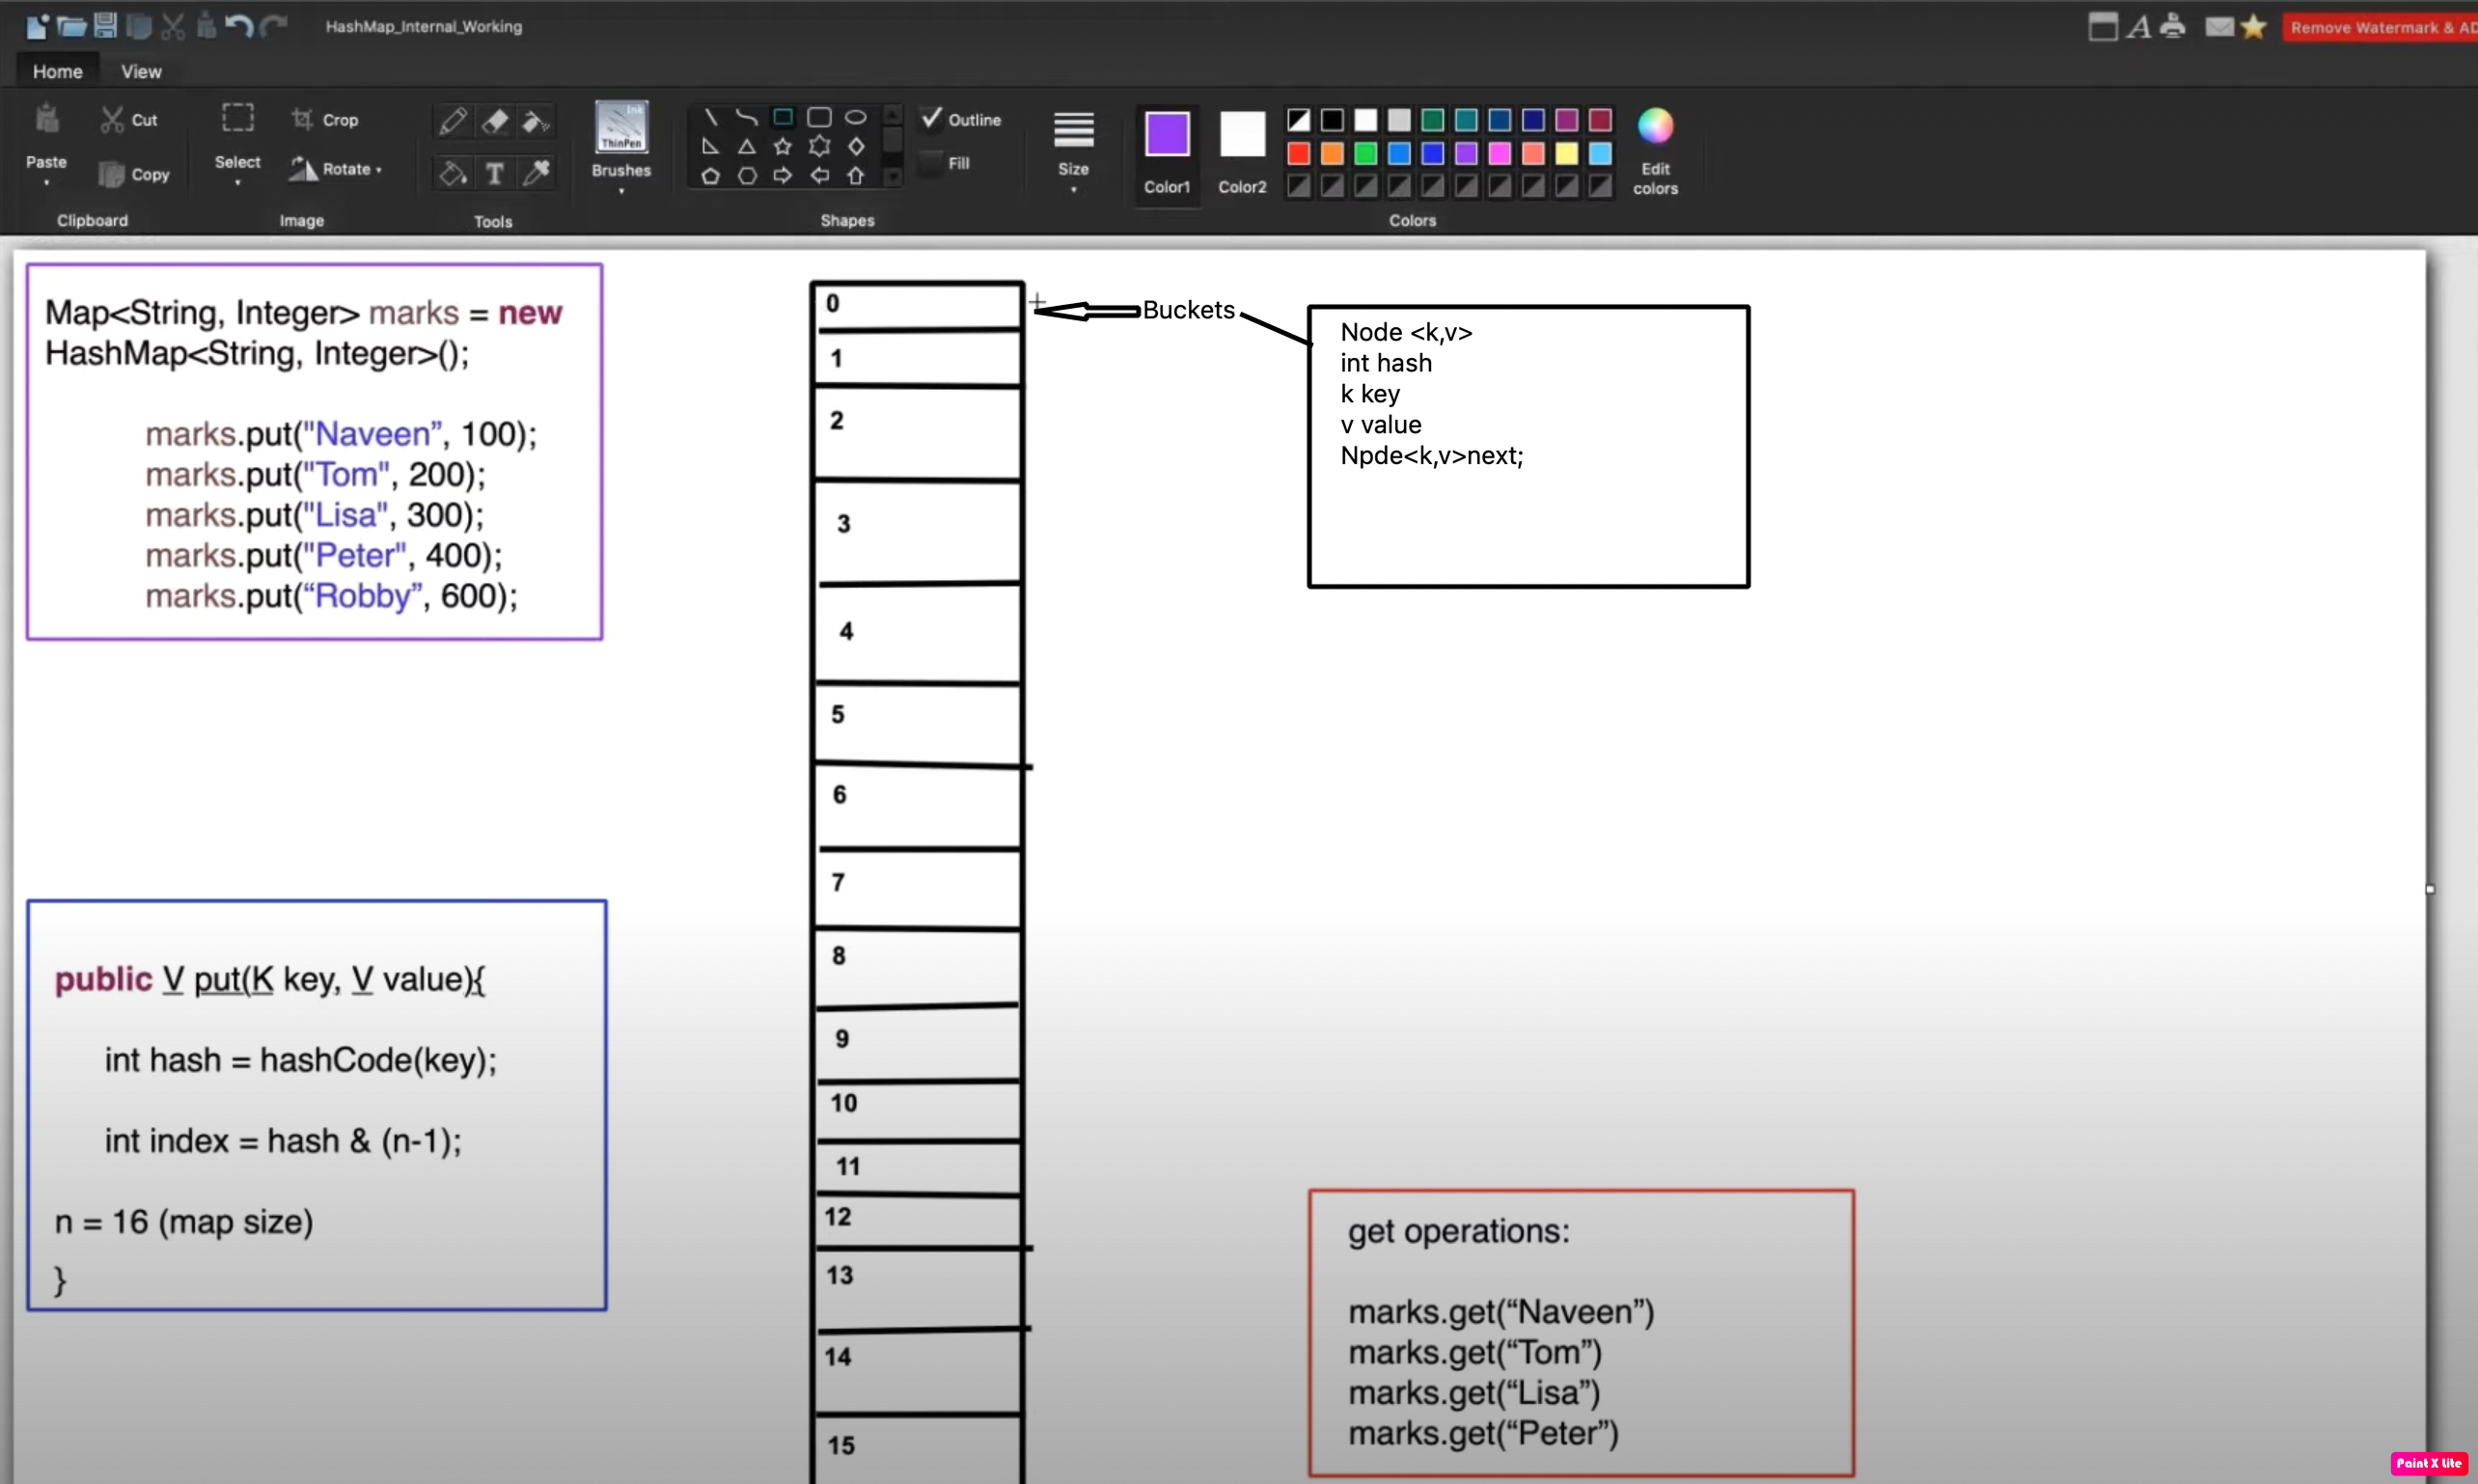 HashMap_Internal_Working
Remove Watermark & AD
Home View
Paste
Cut
Copy
Clipboard
Select
Crop
Rotate
Image
Tools
Ink
ThinPen
Brushes
Shapes
Outline
Fill
Size
Color1
Color2
Colors
Edit
colors
Map<String, Integer> marks = new
HashMap<String, Integer>();
marks.put("Naveen”, 100);
marks.put("Tom", 200);
marks.put("Lisa", 300);
marks.put("Peter", 400);
marks.put(“Robby”, 600);
public V put(K key, V value){
int hash = hashCode(key);
int index = hash & (n-1);
n = 16 (map size)
}
0
1
2
3
4
5
6
7
8
9
10
11
12
13
14
15
Buckets
Node <k,v>
int hash
k key
v value
Npde<k,v>next;
get operations:
marks.get(“Naveen”)
marks.get(“Tom”)
marks.get(“Lisa”)
marks.get(“Peter”)
Paint X lite